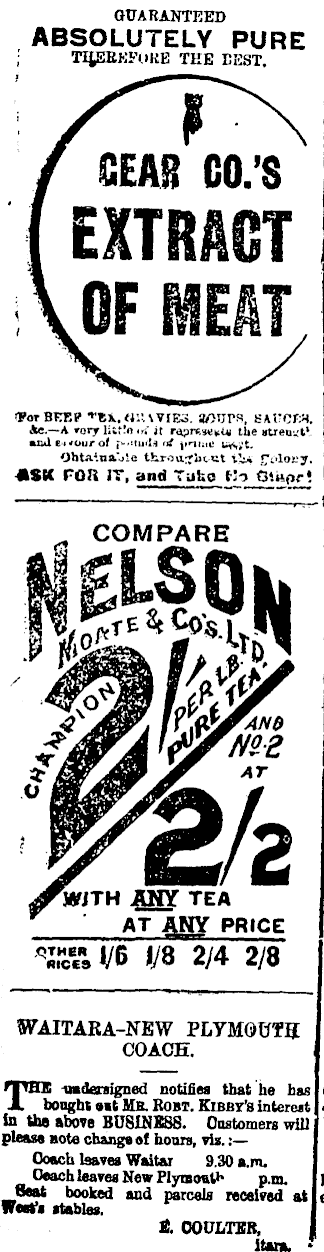 GUARANTEED
ABSOLUTELY PURE
THEREFORE THE BEST.
GEAR CO.'S
EXTRACT
OF MEAT
For BEEF TEA, GRAVIES, SOUPS, SAUCES,
&c.—A very little of it represents the strength
and savour of pounds of prime meat.
Obtainable throughout the Colony.
ASK FOR IT, and Take No Other!
COMPARE
NELSON
MOATE & CO'S. LTD.
CHAMPION
2/- PER LB.
PURE TEA.
AND
No. 2
AT
2/2
WITH ANY TEA
AT ANY PRICE
OTHER
PRICES 1/6 1/8 2/4 2/8
WAITARA-NEW PLYMOUTH
COACH.
THE undersigned notifies that he has
bought out MR. ROBT. KIBBY'S interest
in the above BUSINESS. Customers will
please note change of hours, viz. :—
Coach leaves Waitar 9.30 a.m.
Coach leaves New Plymouth p.m.
Seat booked and parcels received at
West's stables.
E. COULTER,
itara.